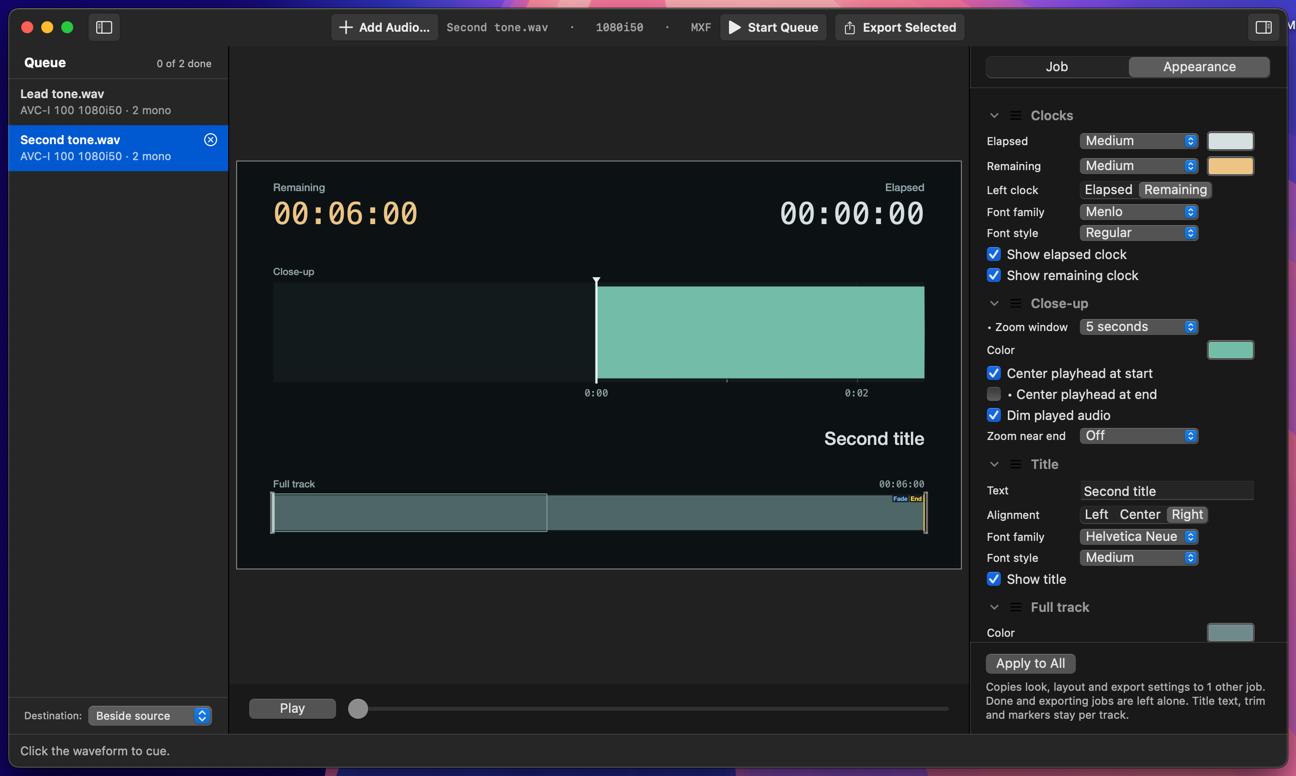 Add Audio...
Second tone.wav · 1080i50 · MXF
Start Queue
Export Selected
Queue
0 of 2 done
Lead tone.wav
AVC-I 100 1080i50 · 2 mono
Second tone.wav
AVC-I 100 1080i50 · 2 mono
Destination: Beside source
Click the waveform to cue.
Remaining
Elapsed
00:06:00
00:00:00
Close-up
0:00
0:02
Second title
Full track
00:06:00
Fade End
Play
Job
Appearance
Clocks
Elapsed Medium
Remaining Medium
Left clock Elapsed Remaining
Font family Menlo
Font style Regular
Show elapsed clock
Show remaining clock
Close-up
• Zoom window 5 seconds
Color
Center playhead at start
• Center playhead at end
Dim played audio
Zoom near end Off
Title
Text Second title
Alignment Left Center Right
Font family Helvetica Neue
Font style Medium
Show title
Full track
Color
Apply to All
Copies look, layout and export settings to 1 other job.
Done and exporting jobs are left alone. Title text, trim
and markers stay per track.